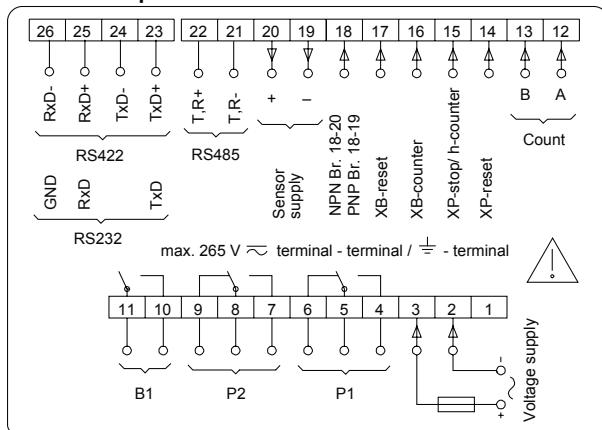 26 25 24 23 22 21 20 19 18 17 16 15 14 13 12
RxD-
RxD+
TxD-
TxD+
T,R+
T,R-
+
–
NPN Br. 18-20
PNP Br. 18-19
XB-reset
XB-counter
XP-stop/ h-counter
XP-reset
B
A
RS422
RS485
Sensor
supply
Count
GND
RxD
TxD
RS232
max. 265 V terminal - terminal / - terminal
!
11 10 9 8 7 6 5 4 3 2 1
B1
P2
P1
-
+
Voltage supply